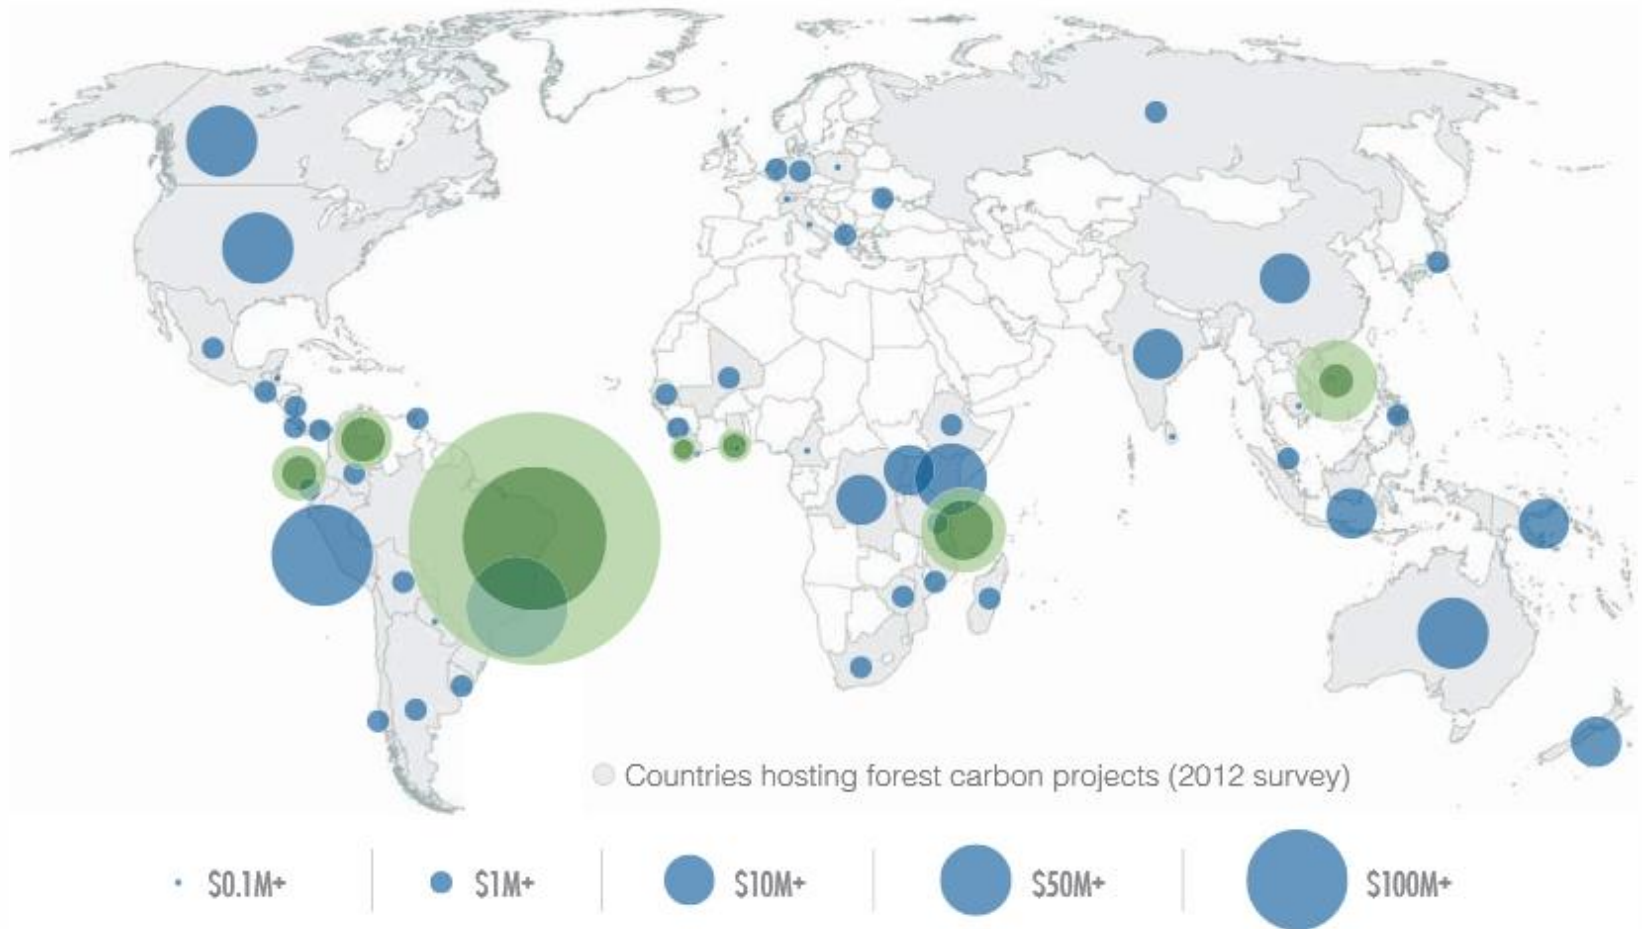 Countries hosting forest carbon projects (2012 survey)
$0.1M+ $1M+ $10M+ $50M+ $100M+